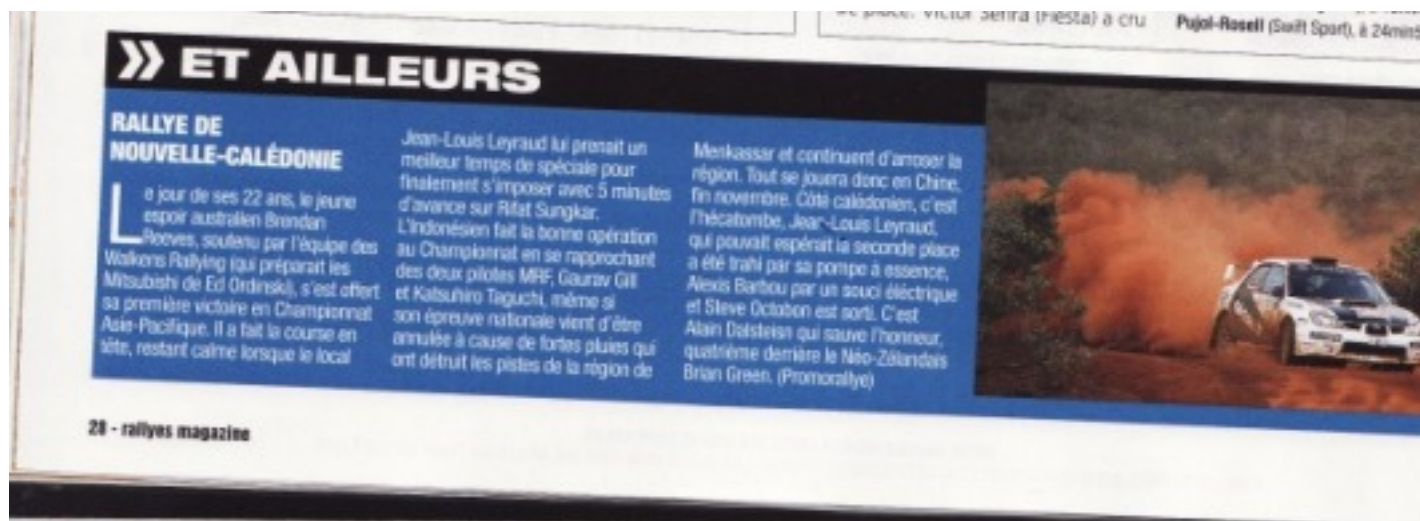 de place. Victor Senra (Fiesta) a cru
Pujol-Rosell (Swift Sport), à 24min5
» ET AILLEURS
RALLYE DE
NOUVELLE-CALÉDONIE
Le jour de ses 22 ans, le jeune
espoir australien Brendan
Reeves, soutenu par l'équipe des
Walkens Rallying (qui préparait les
Mitsubishi de Ed Ordinski), s'est offert
sa première victoire en Championnat
Asie-Pacifique. Il a fait la course en
tête, restant calme lorsque le local
Jean-Louis Leyraud lui prenait un
meilleur temps de spéciale pour
finalement s'imposer avec 5 minutes
d'avance sur Rifat Sungkar.
L'Indonésien fait la bonne opération
au Championnat en se rapprochant
des deux pilotes MRF, Gaurav Gill
et Katsuhiro Taguchi, même si
son épreuve nationale vient d'être
annulée à cause de fortes pluies qui
ont détruit les pistes de la région de
Menkassar et continuent d'arroser la
région. Tout se jouera donc en Chine,
fin novembre. Côté calédonien, c'est
l'hécatombe, Jean-Louis Leyraud,
qui pouvait espérait la seconde place
a été trahi par sa pompe à essence,
Alexis Barbou par un souci éléctrique
et Steve Octobon est sorti. C'est
Alain Dalsteisn qui sauve l'honneur,
quatrième derrière le Néo-Zélandais
Brian Green. (Promorallye)
28 - rallyes magazine